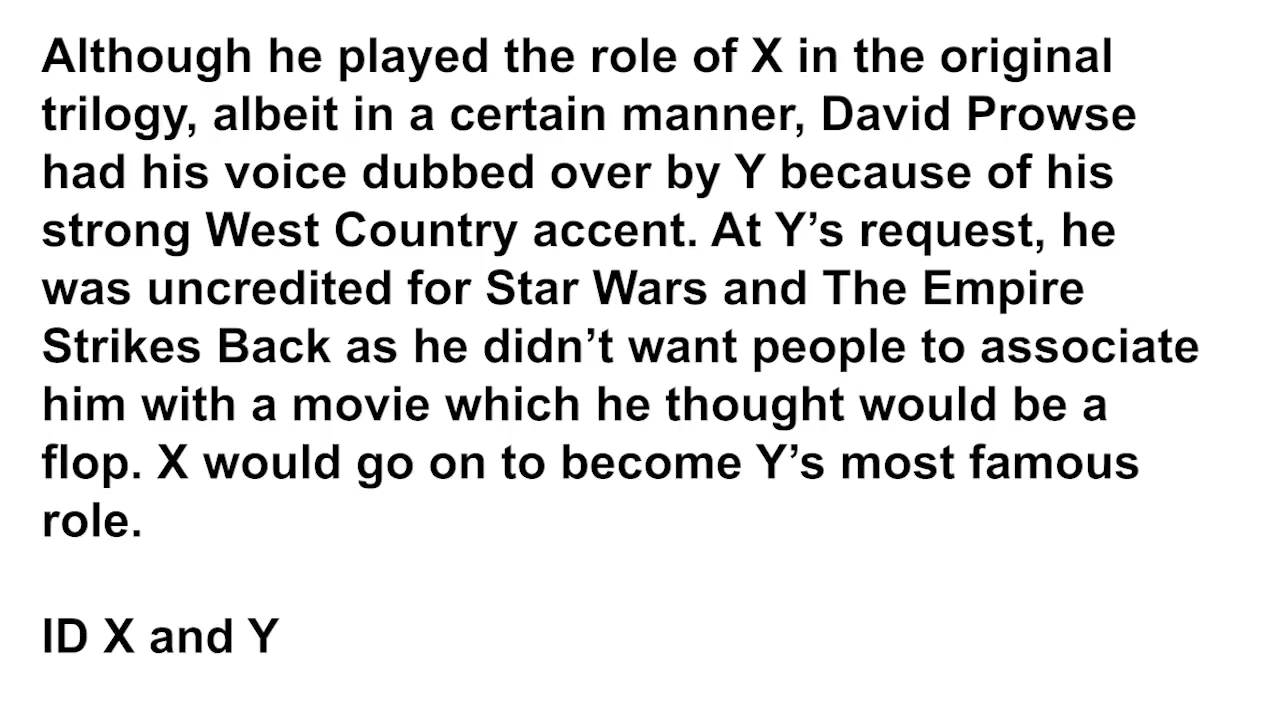 Although he played the role of X in the original
trilogy, albeit in a certain manner, David Prowse
had his voice dubbed over by Y because of his
strong West Country accent. At Y’s request, he
was uncredited for Star Wars and The Empire
Strikes Back as he didn’t want people to associate
him with a movie which he thought would be a
flop. X would go on to become Y’s most famous
role.
ID X and Y